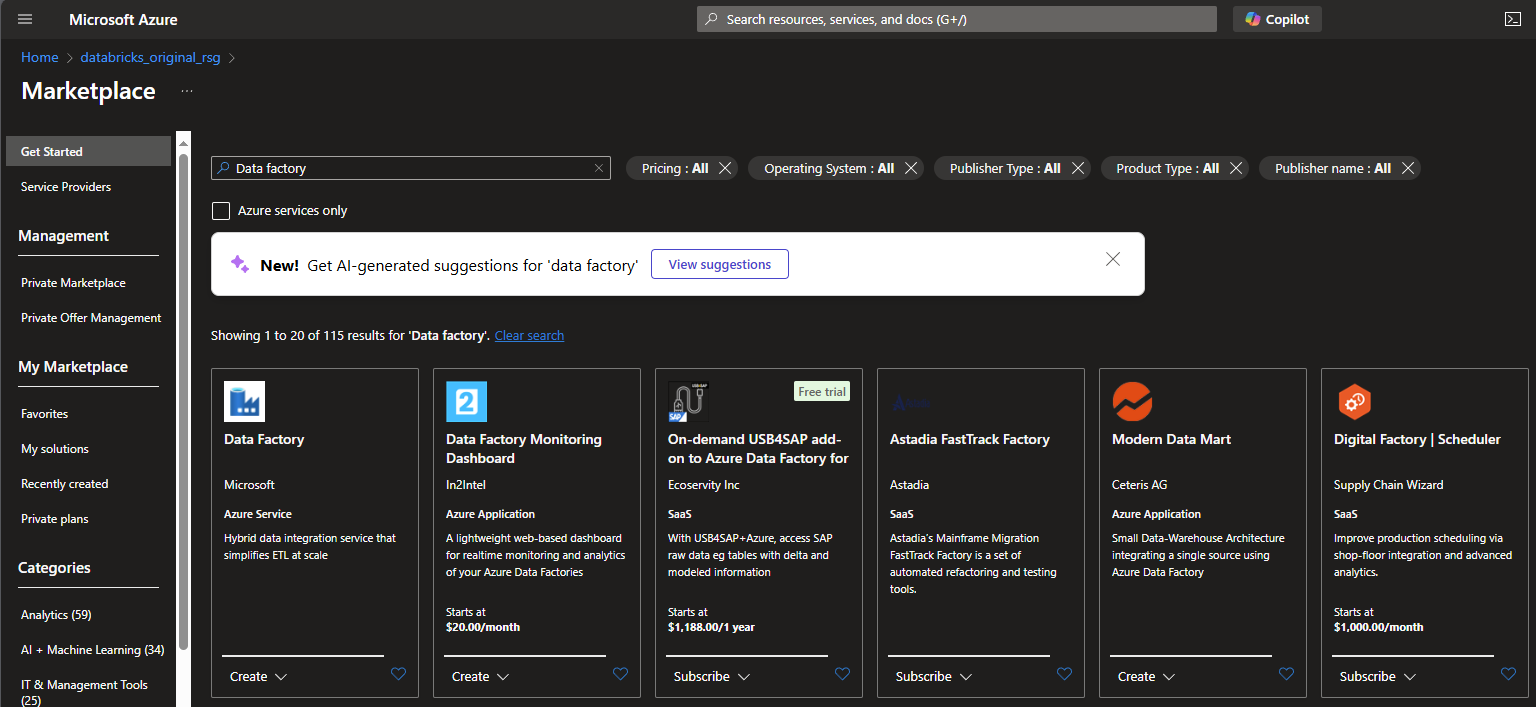 Microsoft Azure
Search resources, services, and docs (G+/)
Copilot
Home
databricks_original_rsg
Marketplace
...
Get Started
Service Providers
Management
Private Marketplace
Private Offer Management
My Marketplace
Favorites
My solutions
Recently created
Private plans
Categories
Analytics (59)
AI + Machine Learning (34)
IT & Management Tools
(25)
Data factory
Pricing : All
Operating System : All
Publisher Type : All
Product Type : All
Publisher name : All
Azure services only
New! Get AI-generated suggestions for 'data factory'
View suggestions
Showing 1 to 20 of 115 results for 'Data factory'. Clear search
Data Factory
Microsoft
Azure Service
Hybrid data integration service that
simplifies ETL at scale
Create
2
Data Factory Monitoring
Dashboard
In2Intel
Azure Application
A lightweight web-based dashboard
for realtime monitoring and analytics
of your Azure Data Factories
Starts at
$20.00/month
Create
USB4SAP
SAP
Free trial
On-demand USB4SAP add-
on to Azure Data Factory for
Ecoservity Inc
SaaS
With USB4SAP+Azure, access SAP
raw data eg tables with delta and
modeled information
Starts at
$1,188.00/1 year
Subscribe
Astadia FastTrack Factory
Astadia
SaaS
Astadia's Mainframe Migration
FastTrack Factory is a set of
automated refactoring and testing
tools.
Subscribe
Modern Data Mart
Ceteris AG
Azure Application
Small Data-Warehouse Architecture
integrating a single source using
Azure Data Factory
Create
Digital Factory | Scheduler
Supply Chain Wizard
SaaS
Improve production scheduling via
shop-floor integration and advanced
analytics.
Starts at
$1,000.00/month
Subscribe